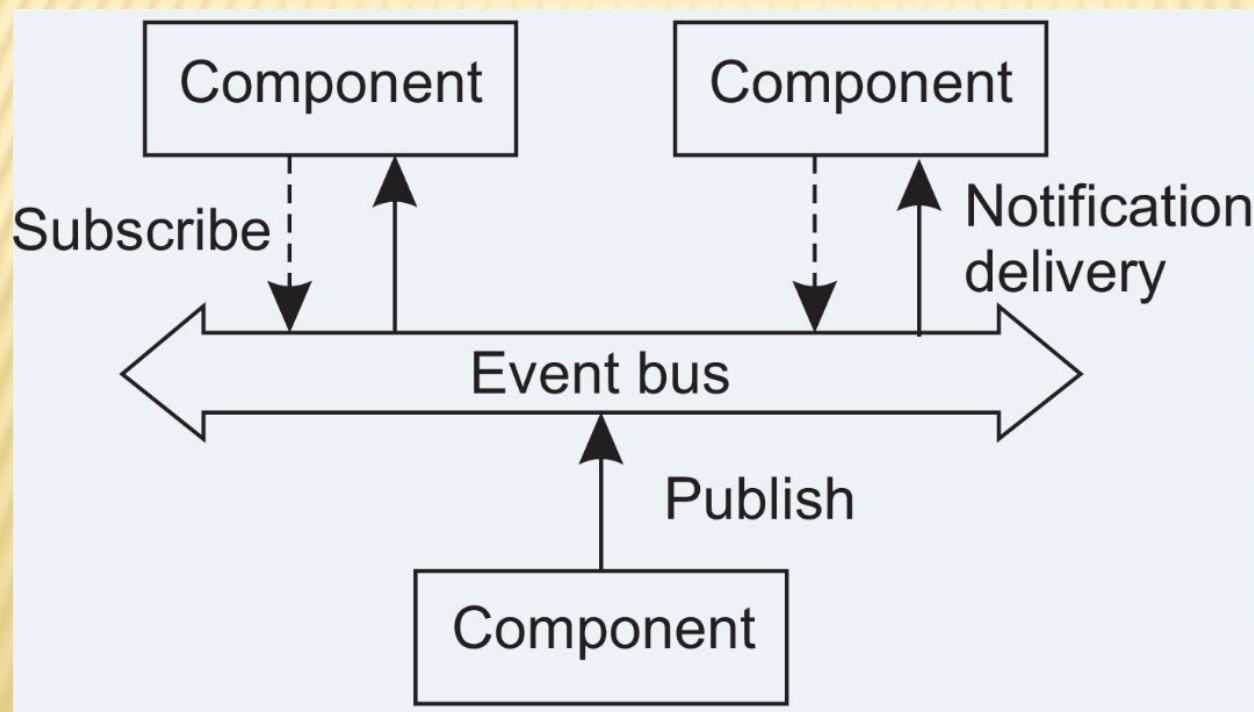 Component
Component
Subscribe
Notification
delivery
Event bus
Publish
Component